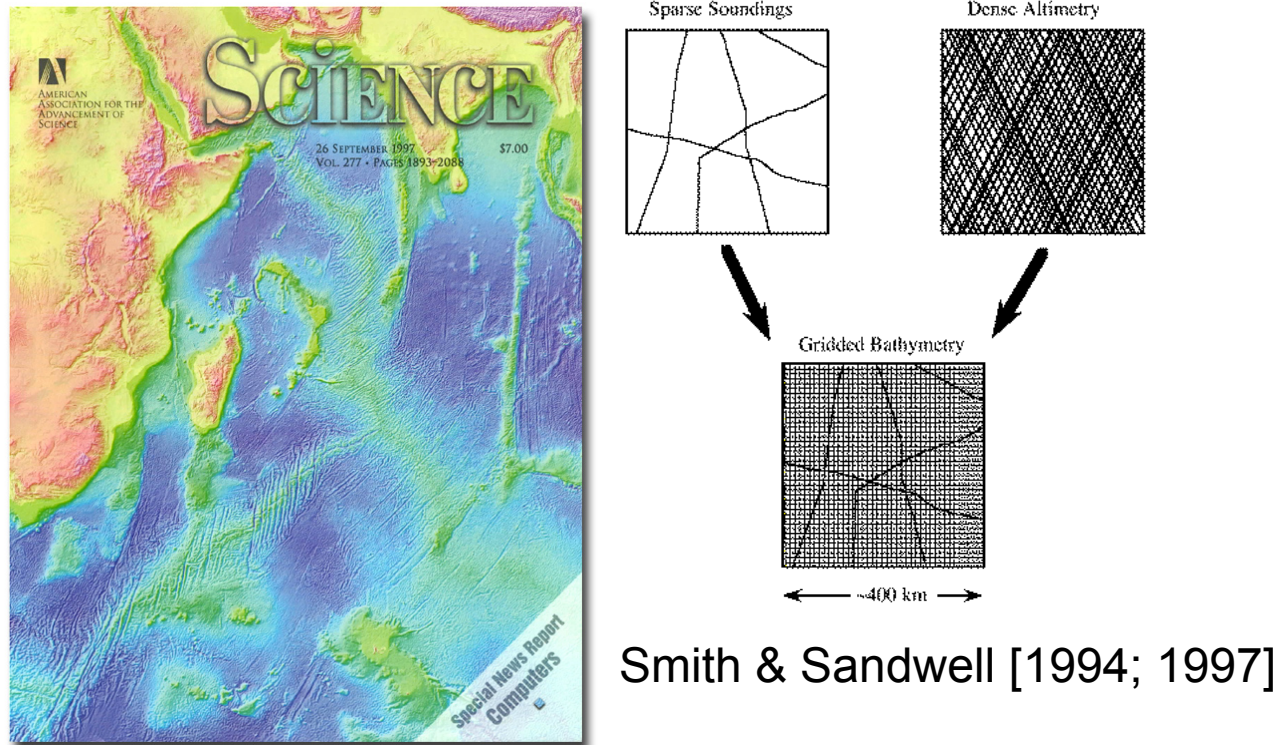 AMERICAN
ASSOCIATION FOR THE
ADVANCEMENT OF
SCIENCE
SCIENCE
26 SEPTEMBER 1997
VOL. 277 • PAGES 1893-2088
$7.00
Special News Report
Computers
Sparse Soundings
Dense Altimetry
Gridded Bathymetry
~400 km
Smith & Sandwell [1994; 1997]